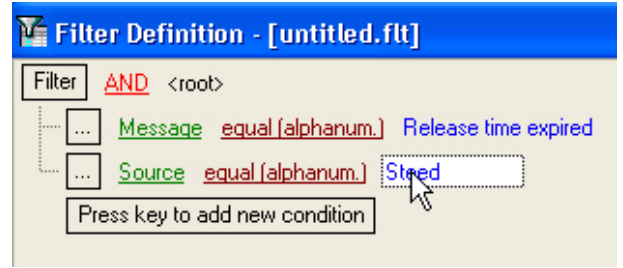 Filter Definition - [untitled.flt]
Filter AND <root>
... Message equal (alphanum.) Release time expired
... Source equal (alphanum.) Steed
Press key to add new condition